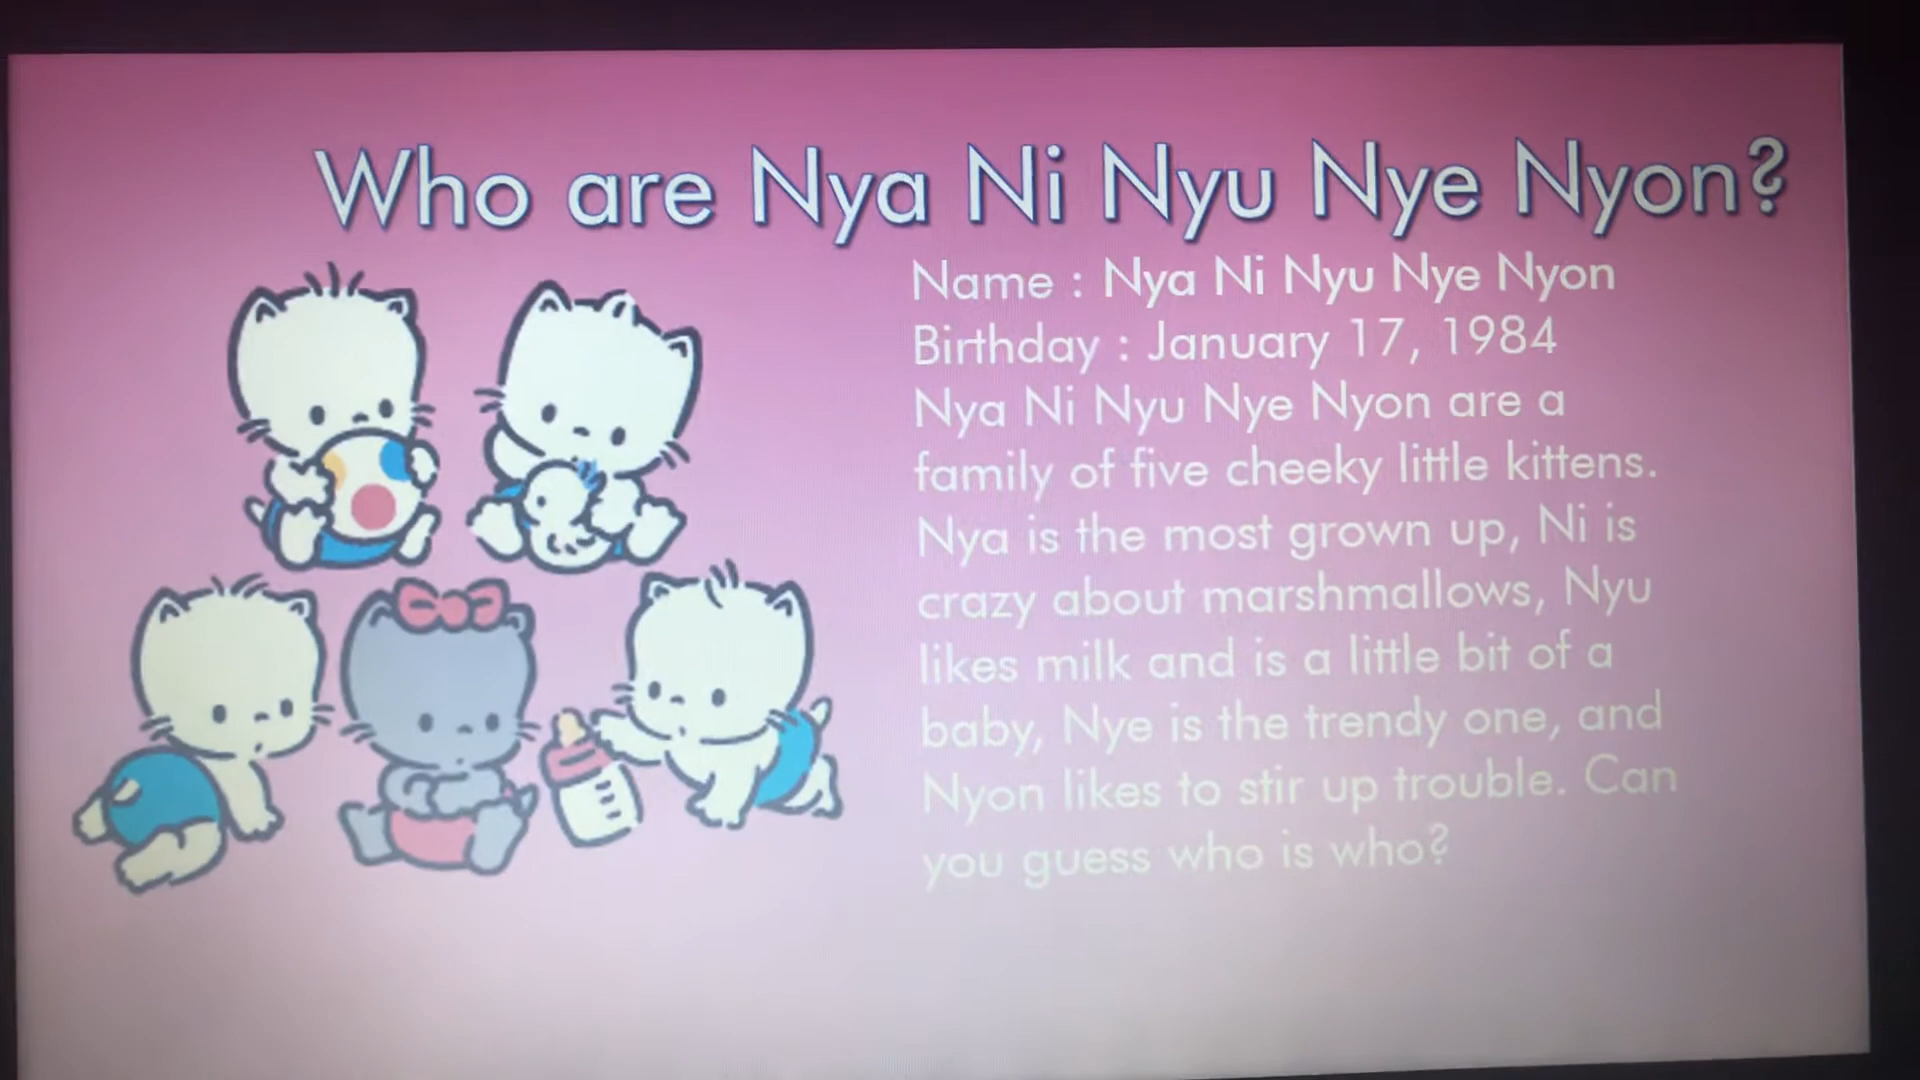 Who are Nya Ni Nyu Nye Nyon?
Name : Nya Ni Nyu Nye Nyon
Birthday : January 17, 1984
Nya Ni Nyu Nye Nyon are a
family of five cheeky little kittens.
Nya is the most grown up, Ni is
crazy about marshmallows, Nyu
likes milk and is a little bit of a
baby, Nye is the trendy one, and
Nyon likes to stir up trouble. Can
you guess who is who?